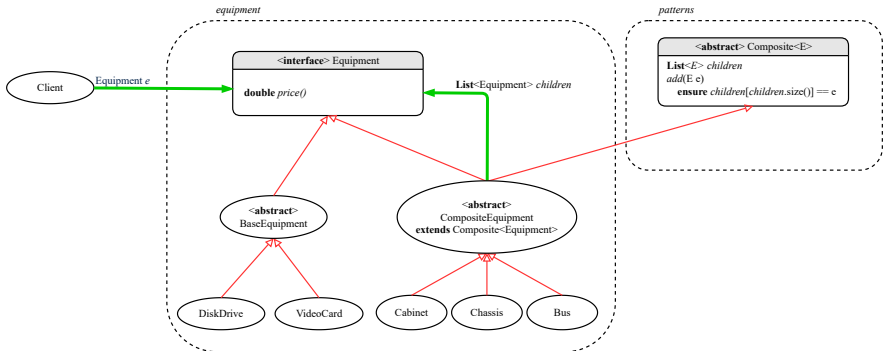 equipment
patterns
<interface> Equipment
double price()
<abstract> Composite<E>
List<E> children
add(E e)
ensure children[children.size()] == e
Client
Equipment e
List<Equipment> children
<abstract>
BaseEquipment
<abstract>
CompositeEquipment
extends Composite<Equipment>
DiskDrive
VideoCard
Cabinet
Chassis
Bus